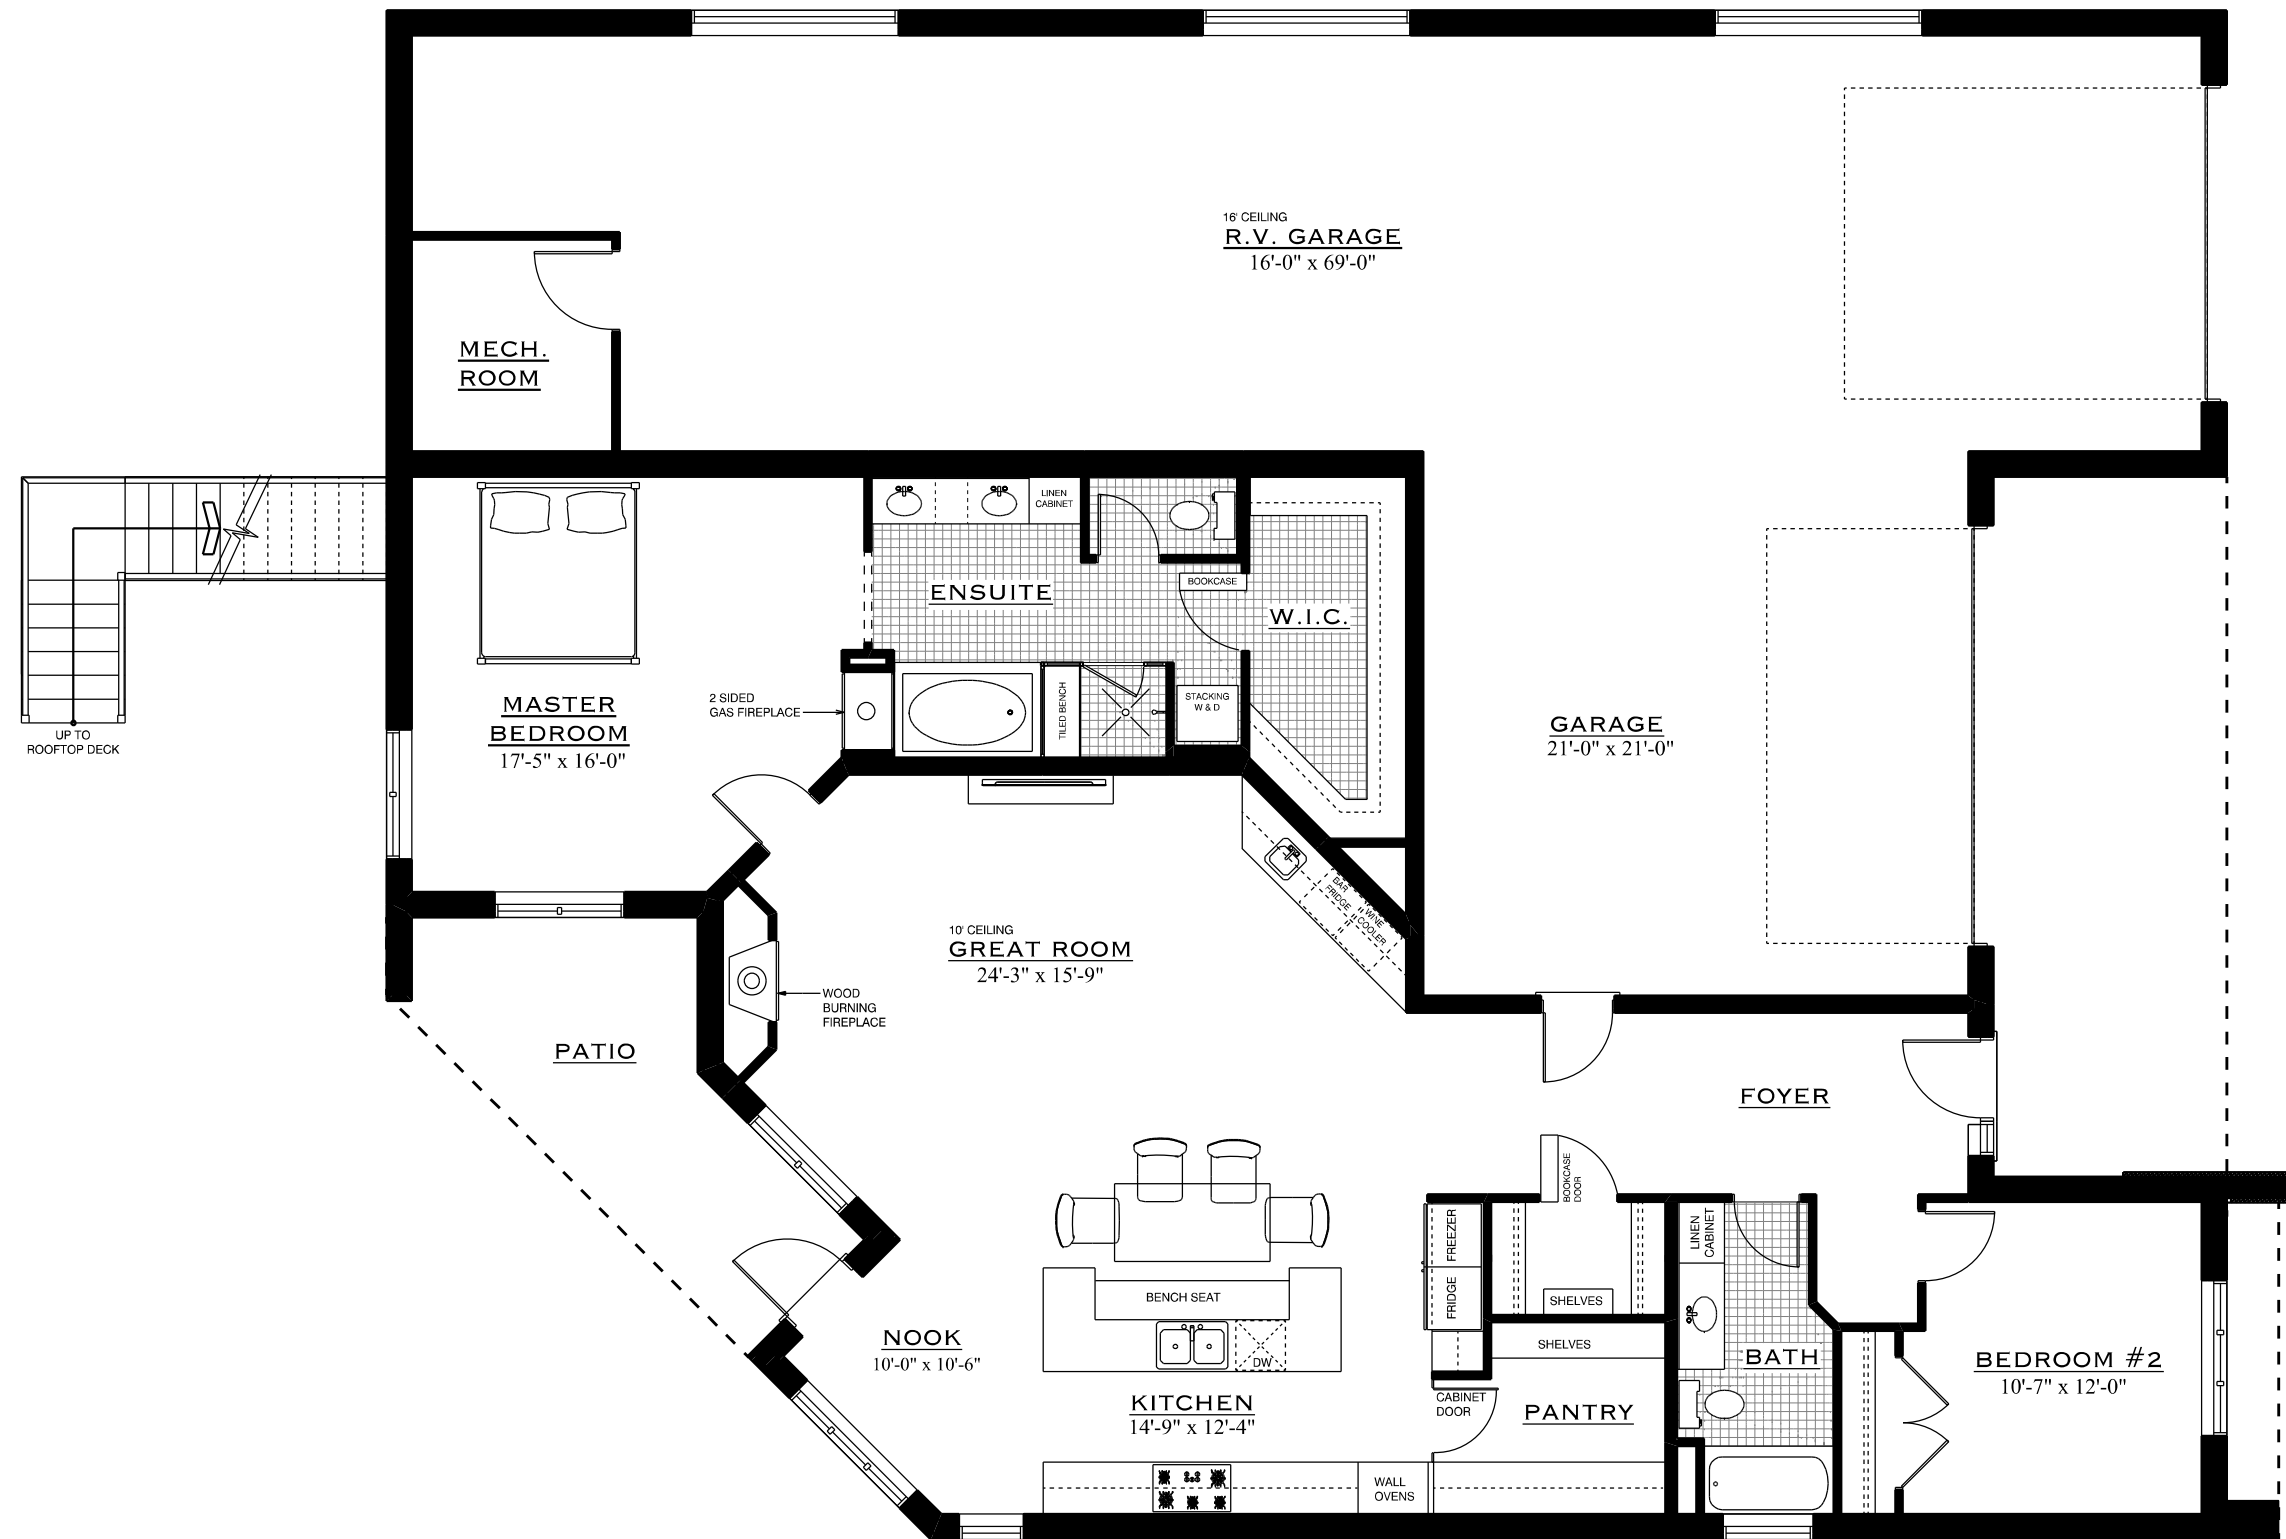 16' CEILING
R.V. GARAGE
16'-0" x 69'-0"
MECH.
ROOM
UP TO
ROOFTOP DECK
MASTER
BEDROOM
17'-5" x 16'-0"
2 SIDED
GAS FIREPLACE
LINEN
CABINET
ENSUITE
BOOKCASE
W.I.C.
TILED BENCH
STACKING
W & D
GARAGE
21'-0" x 21'-0"
BAR
FRIDGE
WINE
COOLER
10' CEILING
GREAT ROOM
24'-3" x 15'-9"
WOOD
BURNING
FIREPLACE
PATIO
FOYER
BOOKCASE
DOOR
FREEZER
FRIDGE
SHELVES
LINEN
CABINET
BENCH SEAT
DW
NOOK
10'-0" x 10'-6"
KITCHEN
14'-9" x 12'-4"
SHELVES
CABINET
DOOR
PANTRY
WALL
OVENS
BATH
BEDROOM #2
10'-7" x 12'-0"